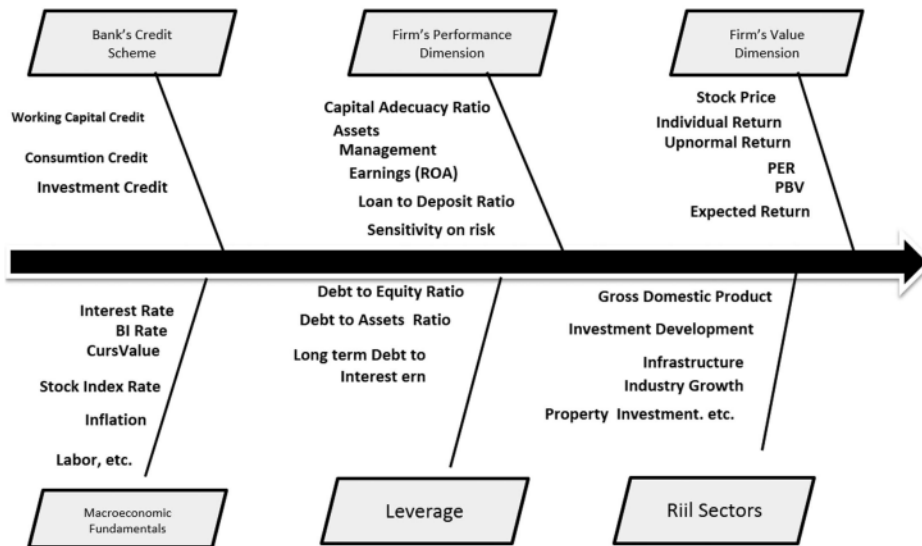 Bank's Credit
Scheme
Firm's Performance
Dimension
Firm's Value
Dimension
Working Capital Credit
Consumtion Credit
Investment Credit
Capital Adecuacy Ratio
Assets
Management
Earnings (ROA)
Loan to Deposit Ratio
Sensitivity on risk
Stock Price
Individual Return
Upnormal Return
PER
PBV
Expected Return
Interest Rate
BI Rate
CursValue
Stock Index Rate
Inflation
Labor, etc.
Debt to Equity Ratio
Debt to Assets Ratio
Long term Debt to
Interest ern
Gross Domestic Product
Investment Development
Infrastructure
Industry Growth
Property Investment. etc.
Macroeconomic
Fundamentals
Leverage
Riil Sectors